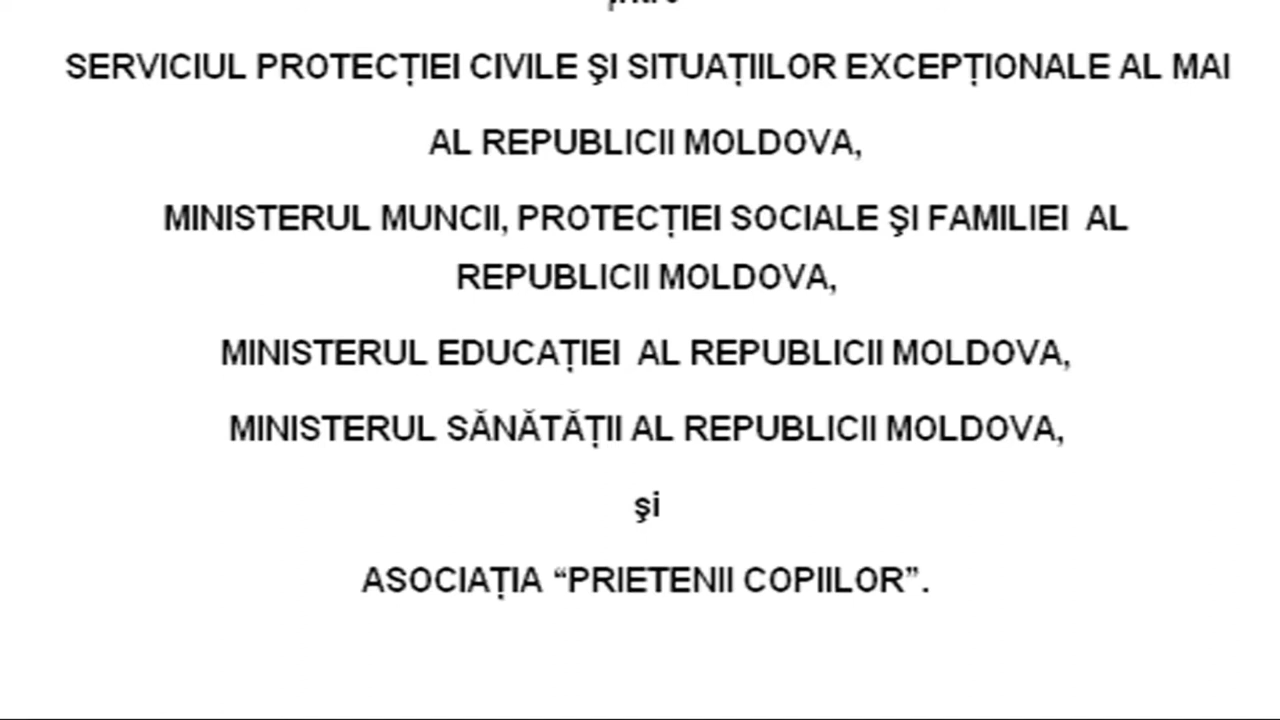 SERVICIUL PROTECȚIEI CIVILE ŞI SITUAȚIILOR EXCEPȚIONALE AL MAI
AL REPUBLICII MOLDOVA,
MINISTERUL MUNCII, PROTECȚIEI SOCIALE ŞI FAMILIEI AL
REPUBLICII MOLDOVA,
MINISTERUL EDUCAȚIEI AL REPUBLICII MOLDOVA,
MINISTERUL SĂNĂTĂȚII AL REPUBLICII MOLDOVA,
şi
ASOCIAȚIA “PRIETENII COPIILOR”.